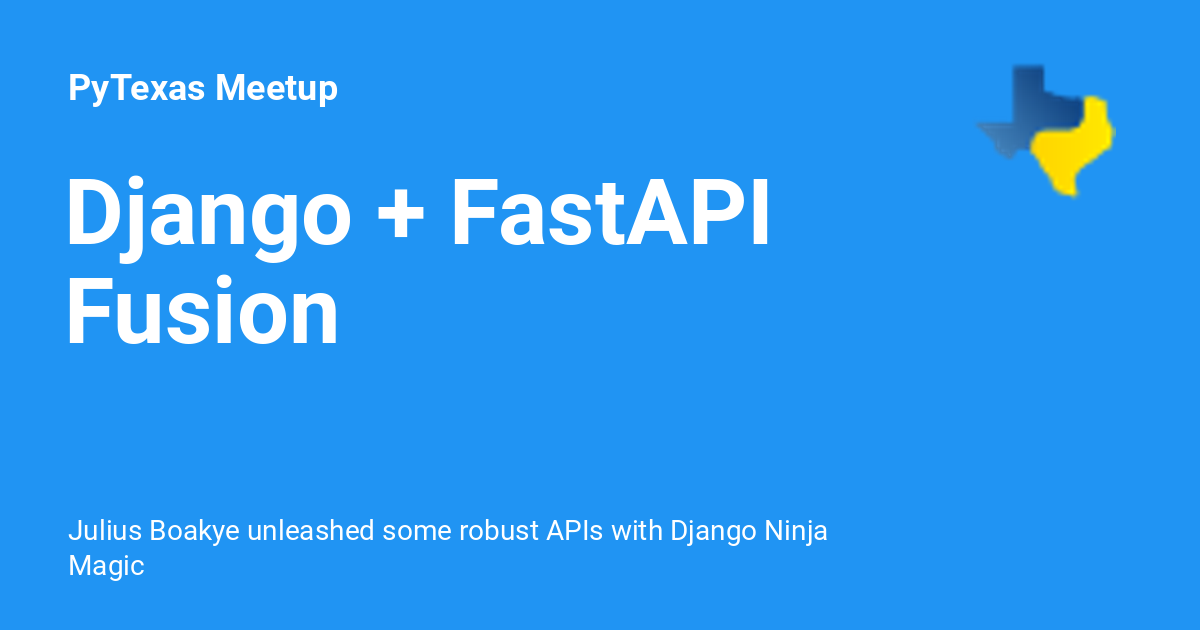 PyTexas Meetup
Django + FastAPI
Fusion
Julius Boakye unleashed some robust APIs with Django Ninja
Magic